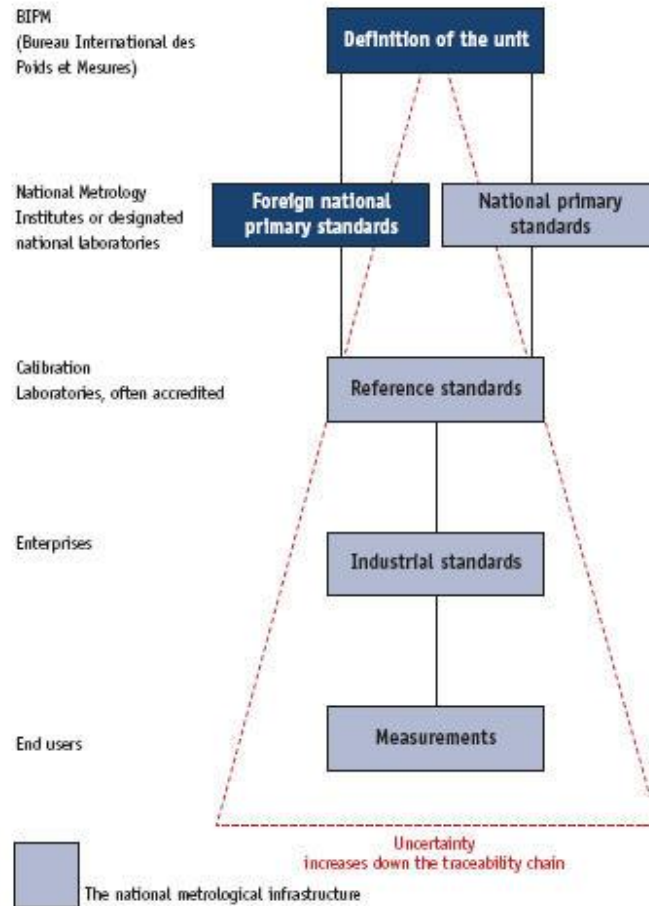 BIPM
(Bureau International des
Poids et Mesures)
Definition of the unit
National Metrology
Institutes or designated
national laboratories
Foreign national
primary standards
National primary
standards
Calibration
Laboratories, often accredited
Reference standards
Enterprises
Industrial standards
End users
Measurements
Uncertainty
increases down the traceability chain
The national metrological infrastructure